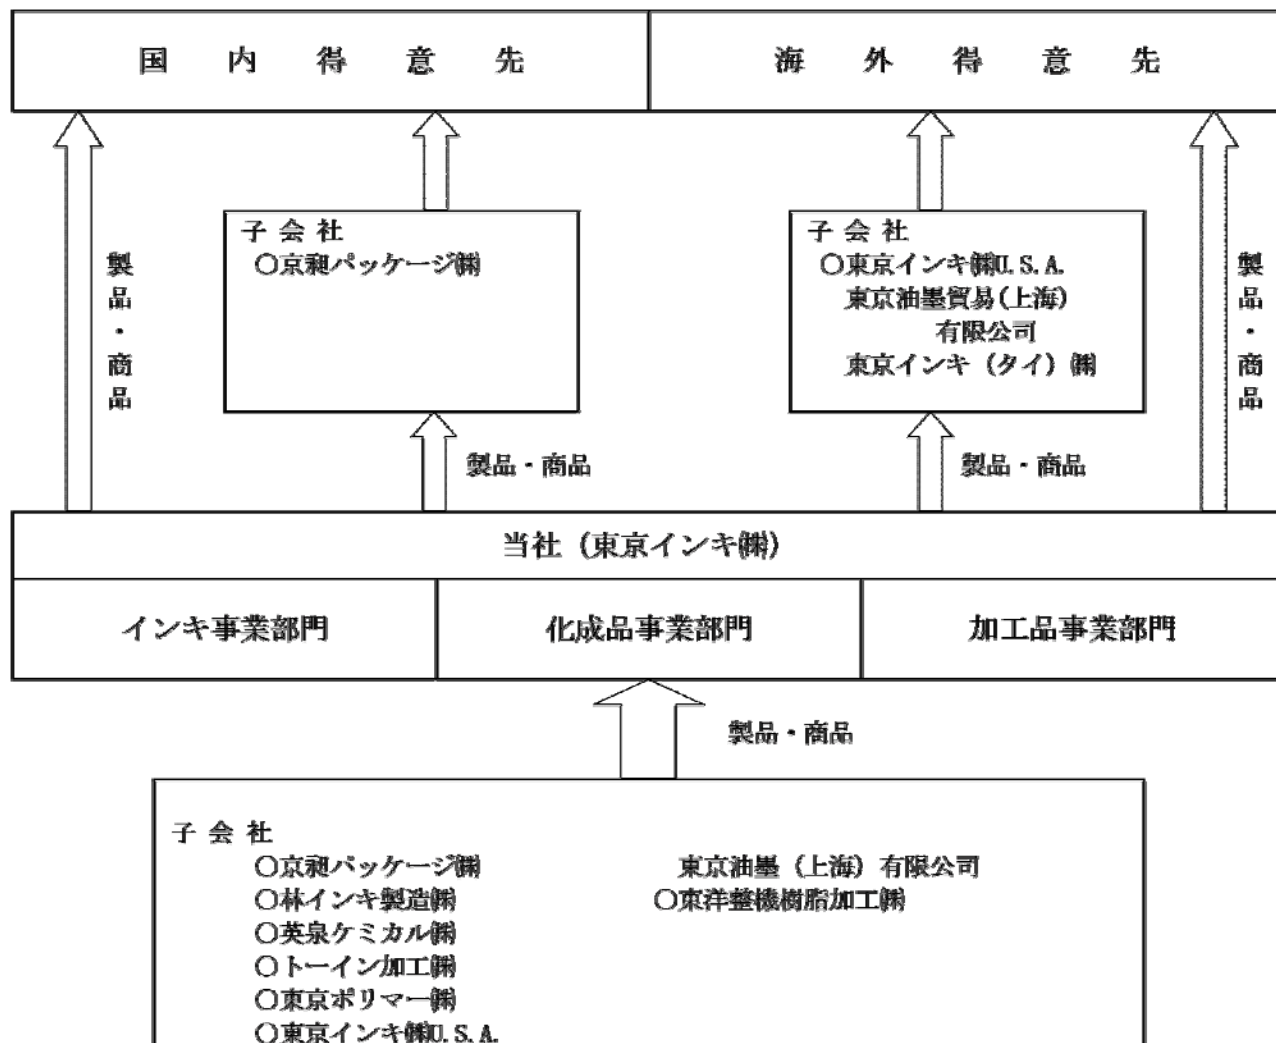 国内得意先
海外得意先
子会社
○京昶パッケージ㈱
子会社
○東京インキ㈱U.S.A.
東京油墨貿易(上海)
有限公司
東京インキ（タイ）㈱
製品・商品
製品・商品
製品・商品
製品・商品
当社（東京インキ㈱）
インキ事業部門
化成品事業部門
加工品事業部門
製品・商品
子会社
○京昶パッケージ㈱
東京油墨（上海）有限公司
○林インキ製造㈱
○東洋整機樹脂加工㈱
○英泉ケミカル㈱
○トーイン加工㈱
○東京ポリマー㈱
○東京インキ㈱U.S.A.